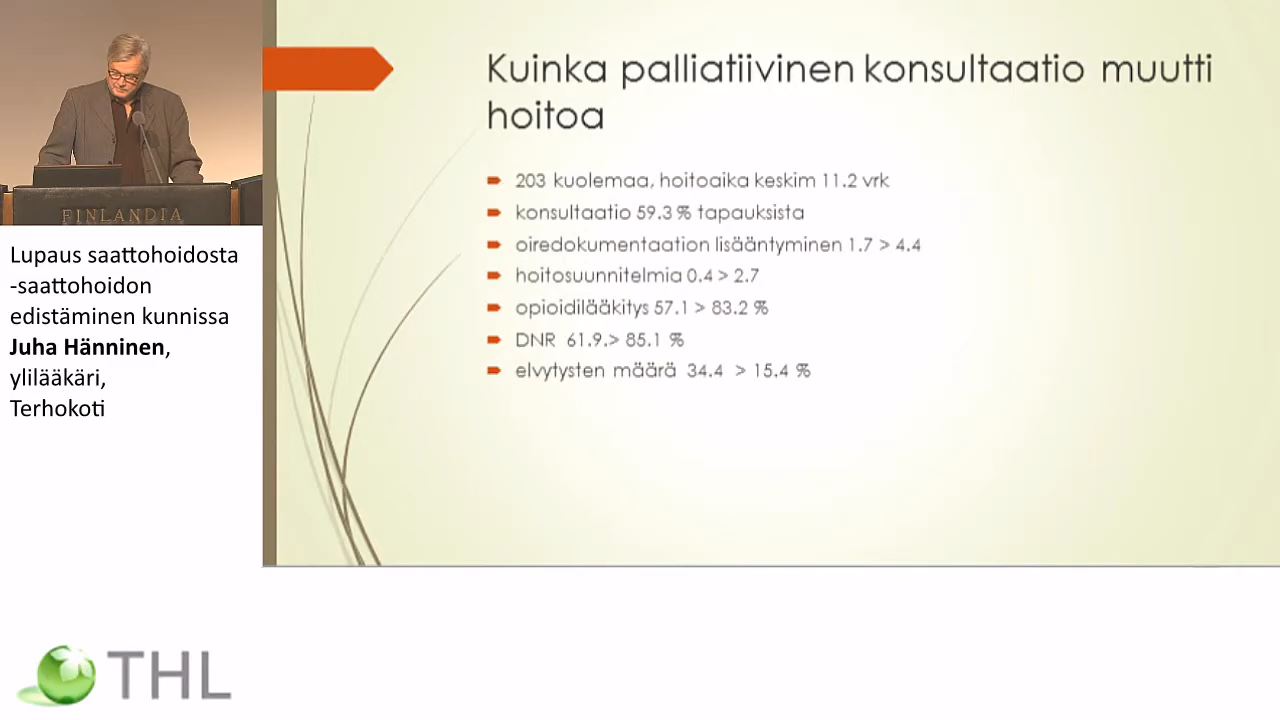 FINLANDIA
Lupaus saattohoidosta
-saattohoidon
edistäminen kunnissa
Juha Hänninen,
ylilääkäri,
Terhokoti
THL
Kuinka palliatiivinen konsultaatio muutti
hoitoa
203 kuolemaa, hoitoaika keskim 11.2 vrk
konsultaatio 59.3 % tapauksista
oiredokumentaation lisääntyminen 1.7 > 4.4
hoitosuunnitelmia 0.4 > 2.7
opioidilääkitys 57.1 > 83.2 %
DNR 61.9.> 85.1 %
elvytysten määrä 34.4 > 15.4 %